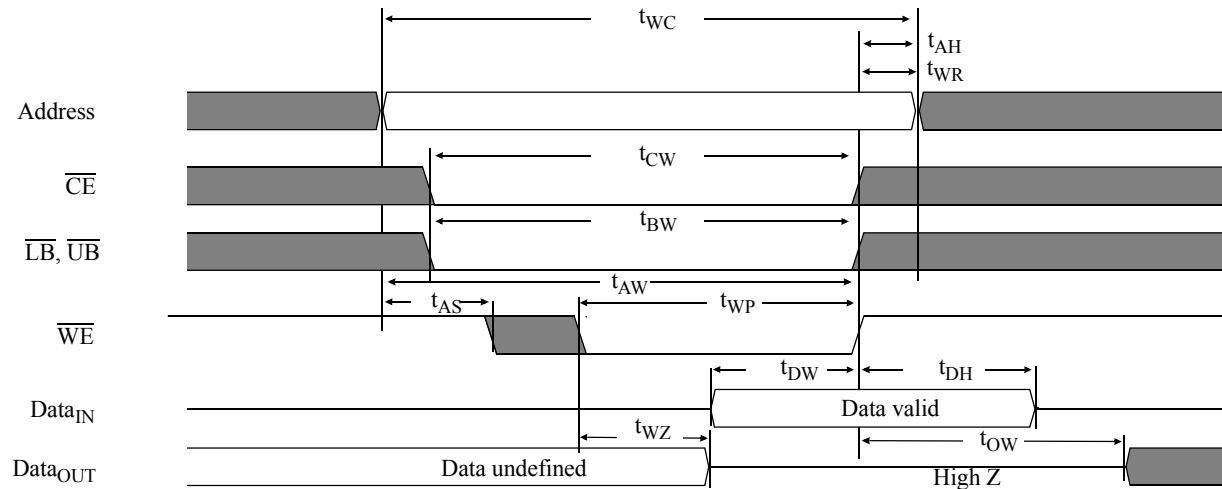 tWC
tAH
tWR
Address
tCW
CE
tBW
LB, UB
tAW
tAS
tWP
WE
tDW
tDH
DataIN
Data valid
tWZ
tOW
DataOUT
Data undefined
High Z